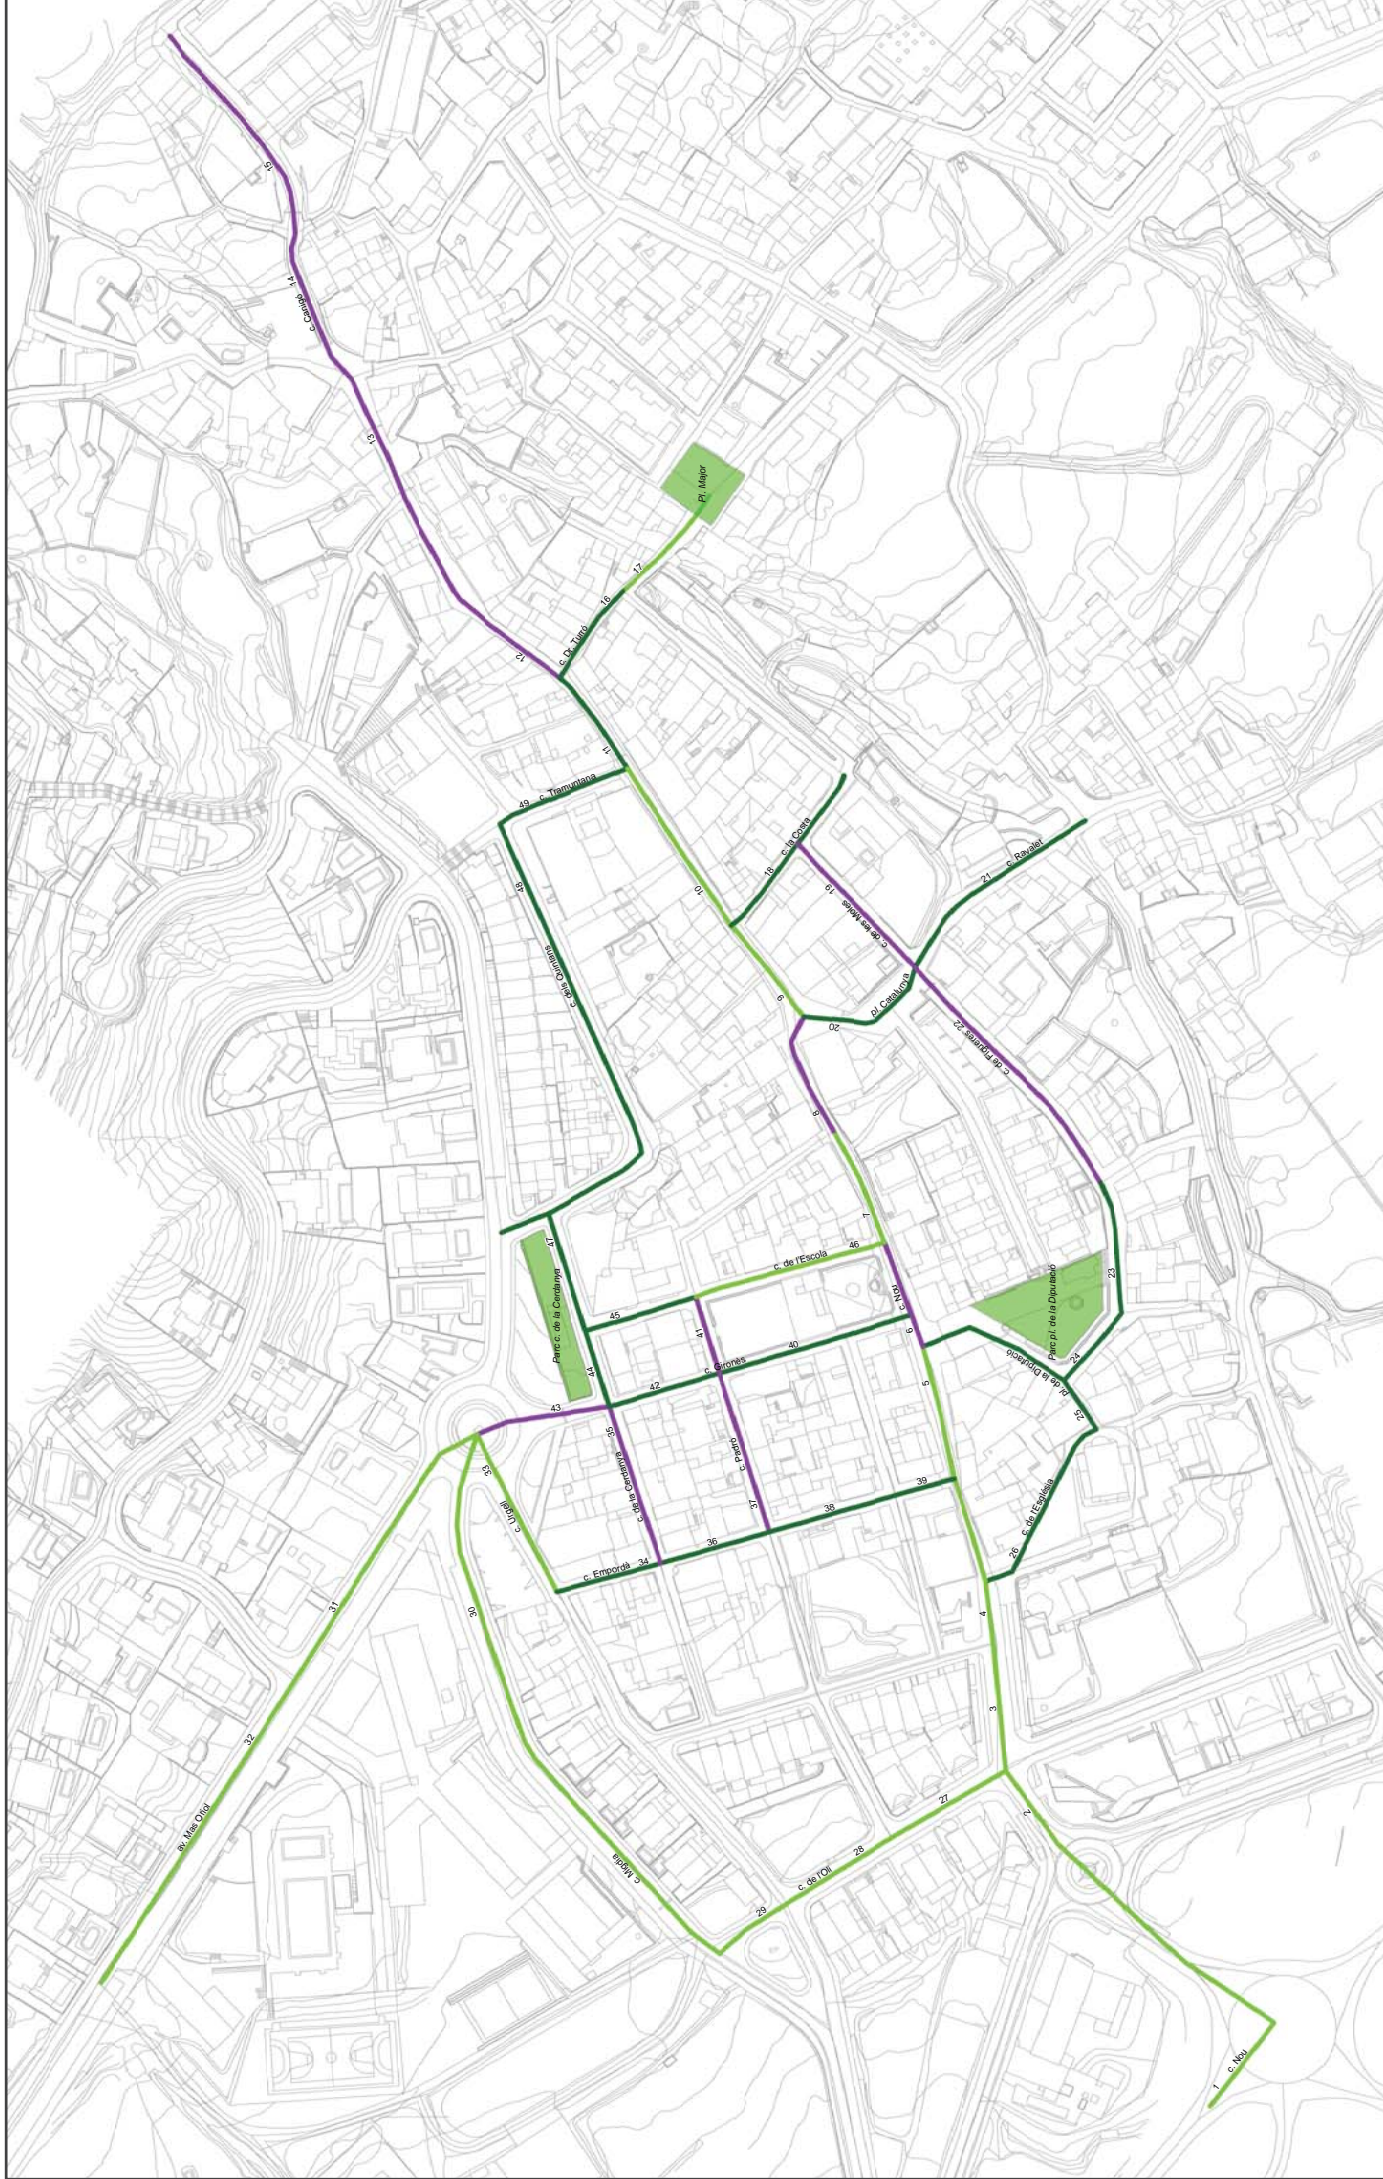 15
14
c. Canigó
13
Pl. Major
17
16
c. Dr. Turró
12
11
49
c. Tramuntana
48
c. dels Quintans
10
18
c. la Costa
19
c. de les Moles
21
c. Ravalet
9
20
pl. Catalunya
22
c. de Figueres
8
7
46
c. de l'Escola
47
Parc c. de la Cerdanya
45
44
41
40
c. Gironès
42
c. Nou
6
5
Parc pl. de la Diputació
23
24
pl. de la Diputació
25
43
35
c. de la Cerdanya
c. Padró
37
33
c. Urgell
34
c. Empordà
36
38
39
26
c. de l'Església
4
3
31
30
32
av. Mas Oriol
c. Migdia
27
28
c. de l'Oli
29
2
1
c. Nou